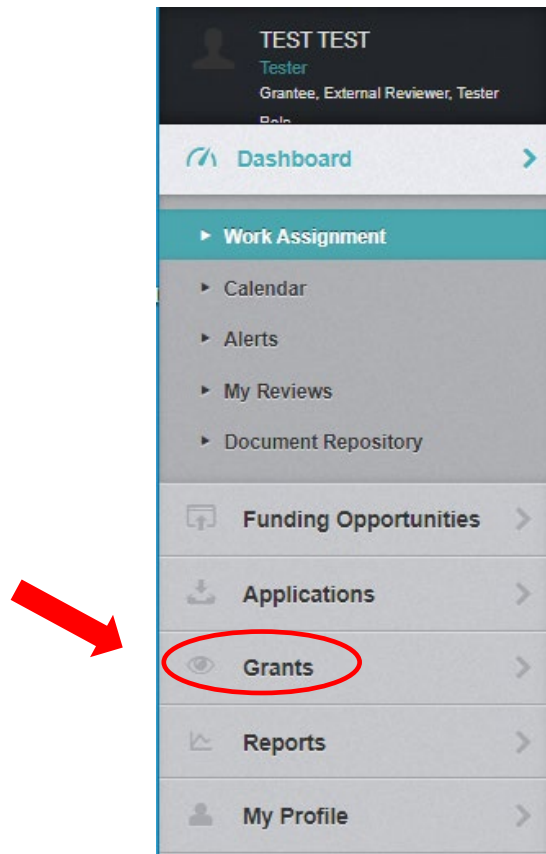 TEST TEST
Tester
Grantee, External Reviewer, Tester
Role
Dashboard
Work Assignment
Calendar
Alerts
My Reviews
Document Repository
Funding Opportunities
Applications
Grants
Reports
My Profile